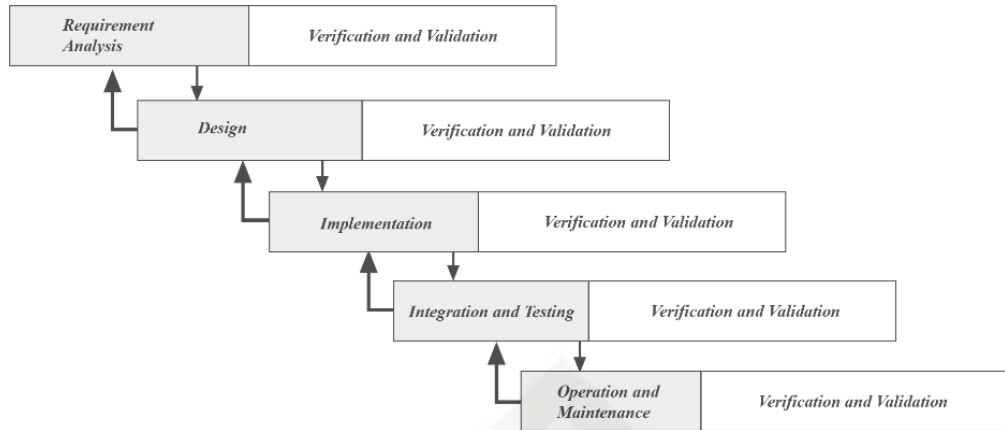 Requirement
Analysis
Verification and Validation
Design
Verification and Validation
Implementation
Verification and Validation
Integration and Testing
Verification and Validation
Operation and
Maintenance
Verification and Validation